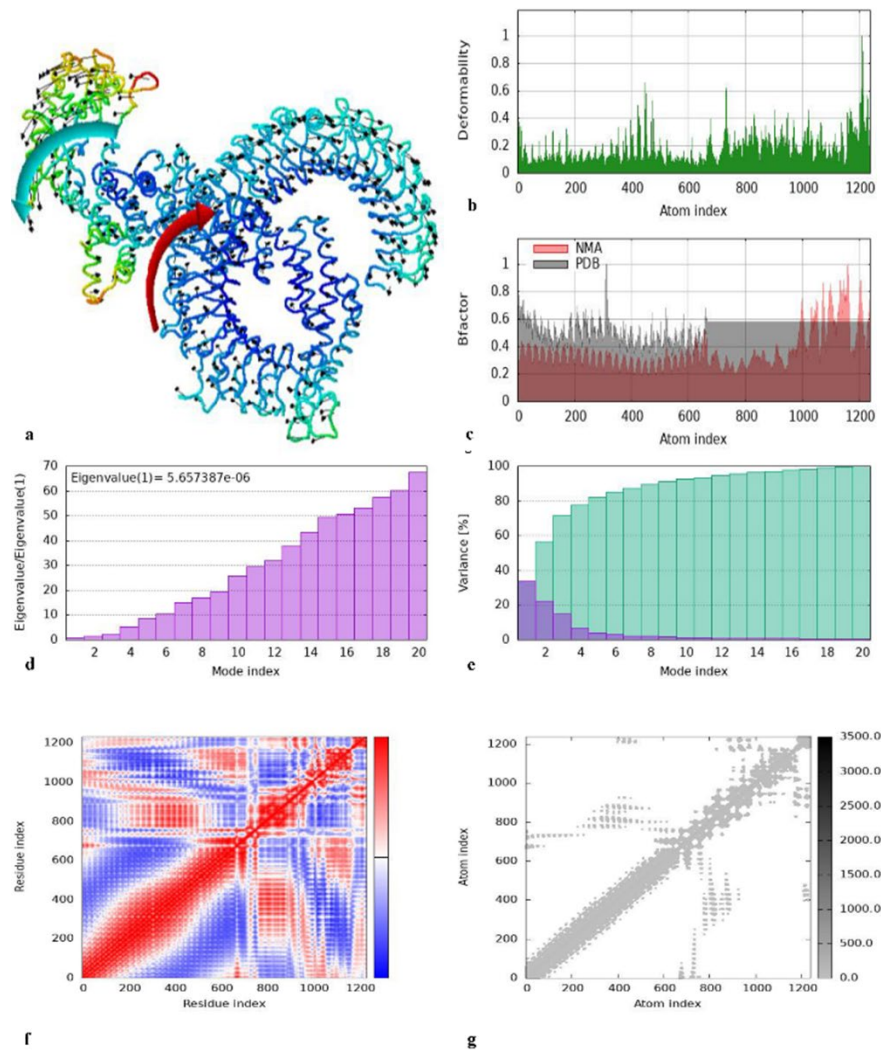 1
0.8
0.6
0.4
0.2
0
Deformability
0 200 400 600 800 1000 1200
Atom index
b
a
1
0.8
0.6
0.4
0.2
0
Bfactor
NMA
PDB
0 200 400 600 800 1000 1200
Atom index
c
70
60
50
40
30
20
10
0
Eigenvalue/Eigenvalue(1)
Eigenvalue(1)= 5.657387e-06
2 4 6 8 10 12 14 16 18 20
Mode index
d
100
80
60
40
20
0
Variance [%]
2 4 6 8 10 12 14 16 18 20
Mode index
e
1200
1000
800
600
400
200
0
Residue index
0 200 400 600 800 1000 1200
Residue index
f
1200
1000
800
600
400
200
0
Atom index
0 200 400 600 800 1000 1200
Atom index
3500.0
3000.0
2500.0
2000.0
1500.0
1000.0
500.0
0.0
g